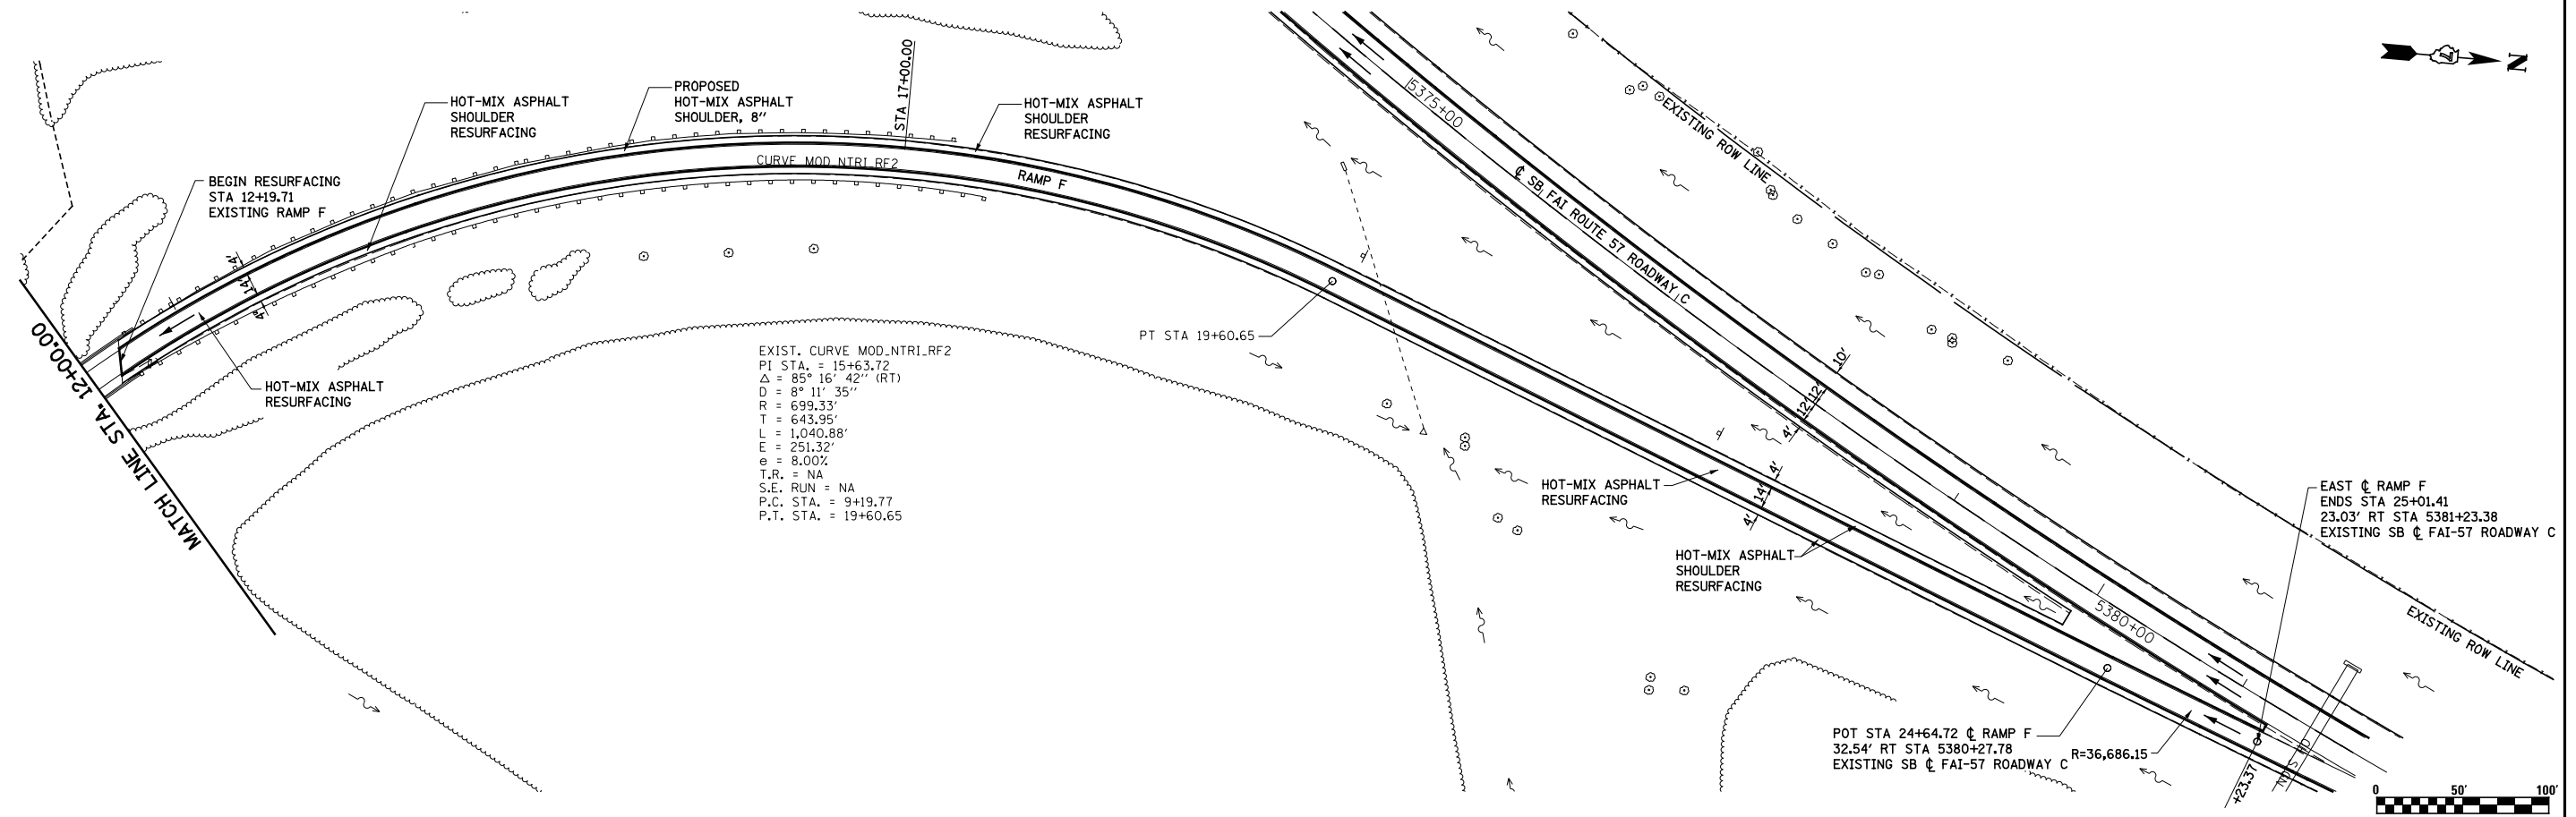 STA 17+00.00
PROPOSED
HOT-MIX ASPHALT
SHOULDER, 8"
HOT-MIX ASPHALT
SHOULDER
RESURFACING
HOT-MIX ASPHALT
SHOULDER
RESURFACING
N
5375+00
EXISTING ROW LINE
CURVE MOD_NTRI_RF2
RAMP F
BEGIN RESURFACING
STA 12+19.71
EXISTING RAMP F
℄ SB FAI ROUTE 57 ROADWAY C
4'
14'
4'
PT STA 19+60.65
MATCH LINE STA. 12+00.00
HOT-MIX ASPHALT
RESURFACING
EXIST. CURVE MOD_NTRI_RF2
PI STA. = 15+63.72
Δ = 85° 16' 42" (RT)
D = 8° 11' 35"
R = 699.33'
T = 643.95'
L = 1,040.88'
E = 251.32'
e = 8.00%
T.R. = NA
S.E. RUN = NA
P.C. STA. = 9+19.77
P.T. STA. = 19+60.65
10'
12'
12'
4'
4'
14'
4'
HOT-MIX ASPHALT
RESURFACING
HOT-MIX ASPHALT
SHOULDER
RESURFACING
EAST ℄ RAMP F
ENDS STA 25+01.41
23.03' RT STA 5381+23.38
EXISTING SB ℄ FAI-57 ROADWAY C
5380+00
EXISTING ROW LINE
POT STA 24+64.72 ℄ RAMP F
32.54' RT STA 5380+27.78
EXISTING SB ℄ FAI-57 ROADWAY C
R=36,686.15
+23.37
0 50' 100'